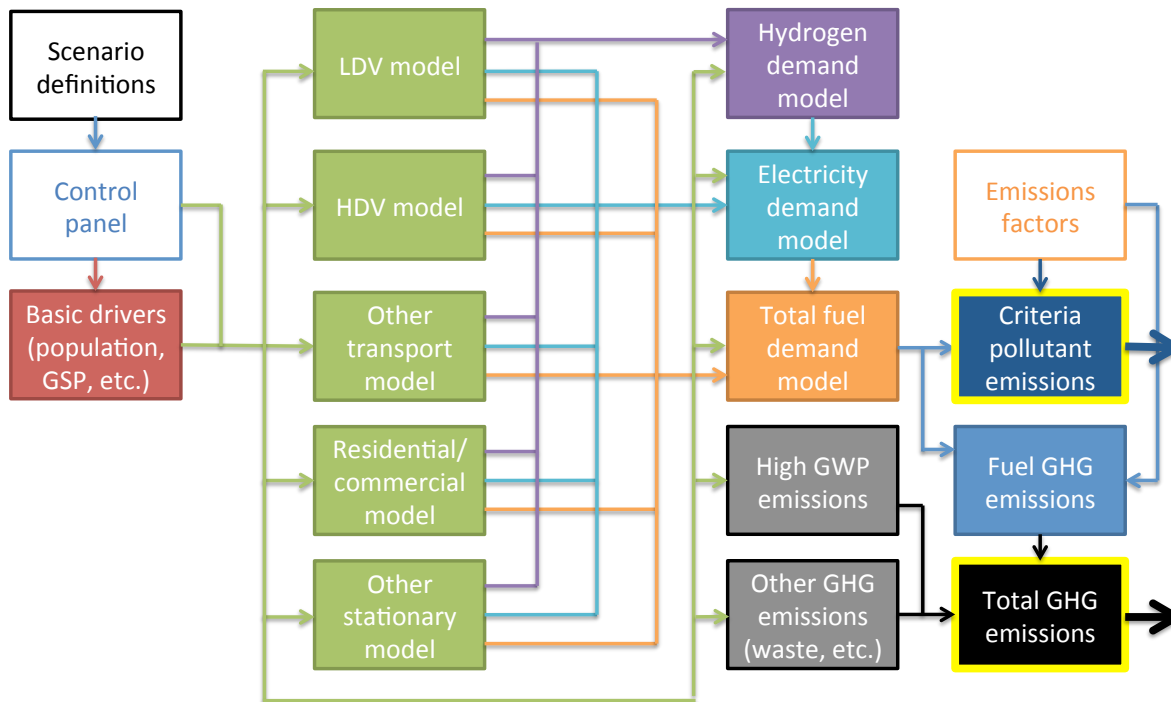 Scenario
definitions
Control
panel
Basic drivers
(population,
GSP, etc.)
LDV model
HDV model
Other
transport
model
Residential/
commercial
model
Other
stationary
model
Hydrogen
demand
model
Electricity
demand
model
Total fuel
demand
model
High GWP
emissions
Other GHG
emissions
(waste, etc.)
Emissions
factors
Criteria
pollutant
emissions
Fuel GHG
emissions
Total GHG
emissions